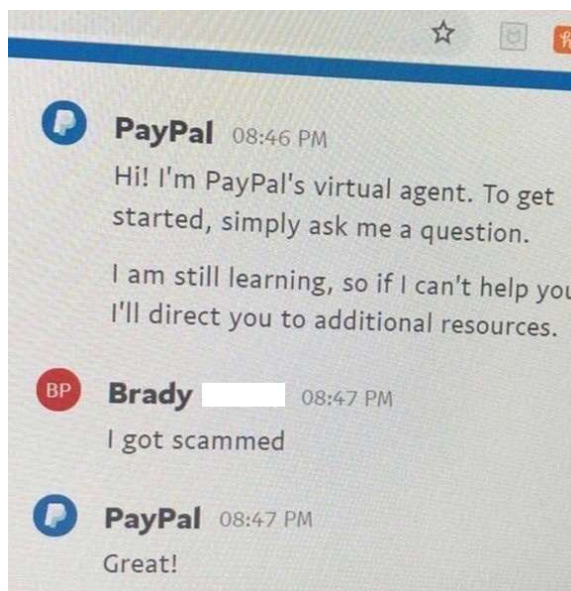 PayPal 08:46 PM
Hi! I'm PayPal's virtual agent. To get
started, simply ask me a question.
I am still learning, so if I can't help you
I'll direct you to additional resources.
BP Brady 08:47 PM
I got scammed
PayPal 08:47 PM
Great!